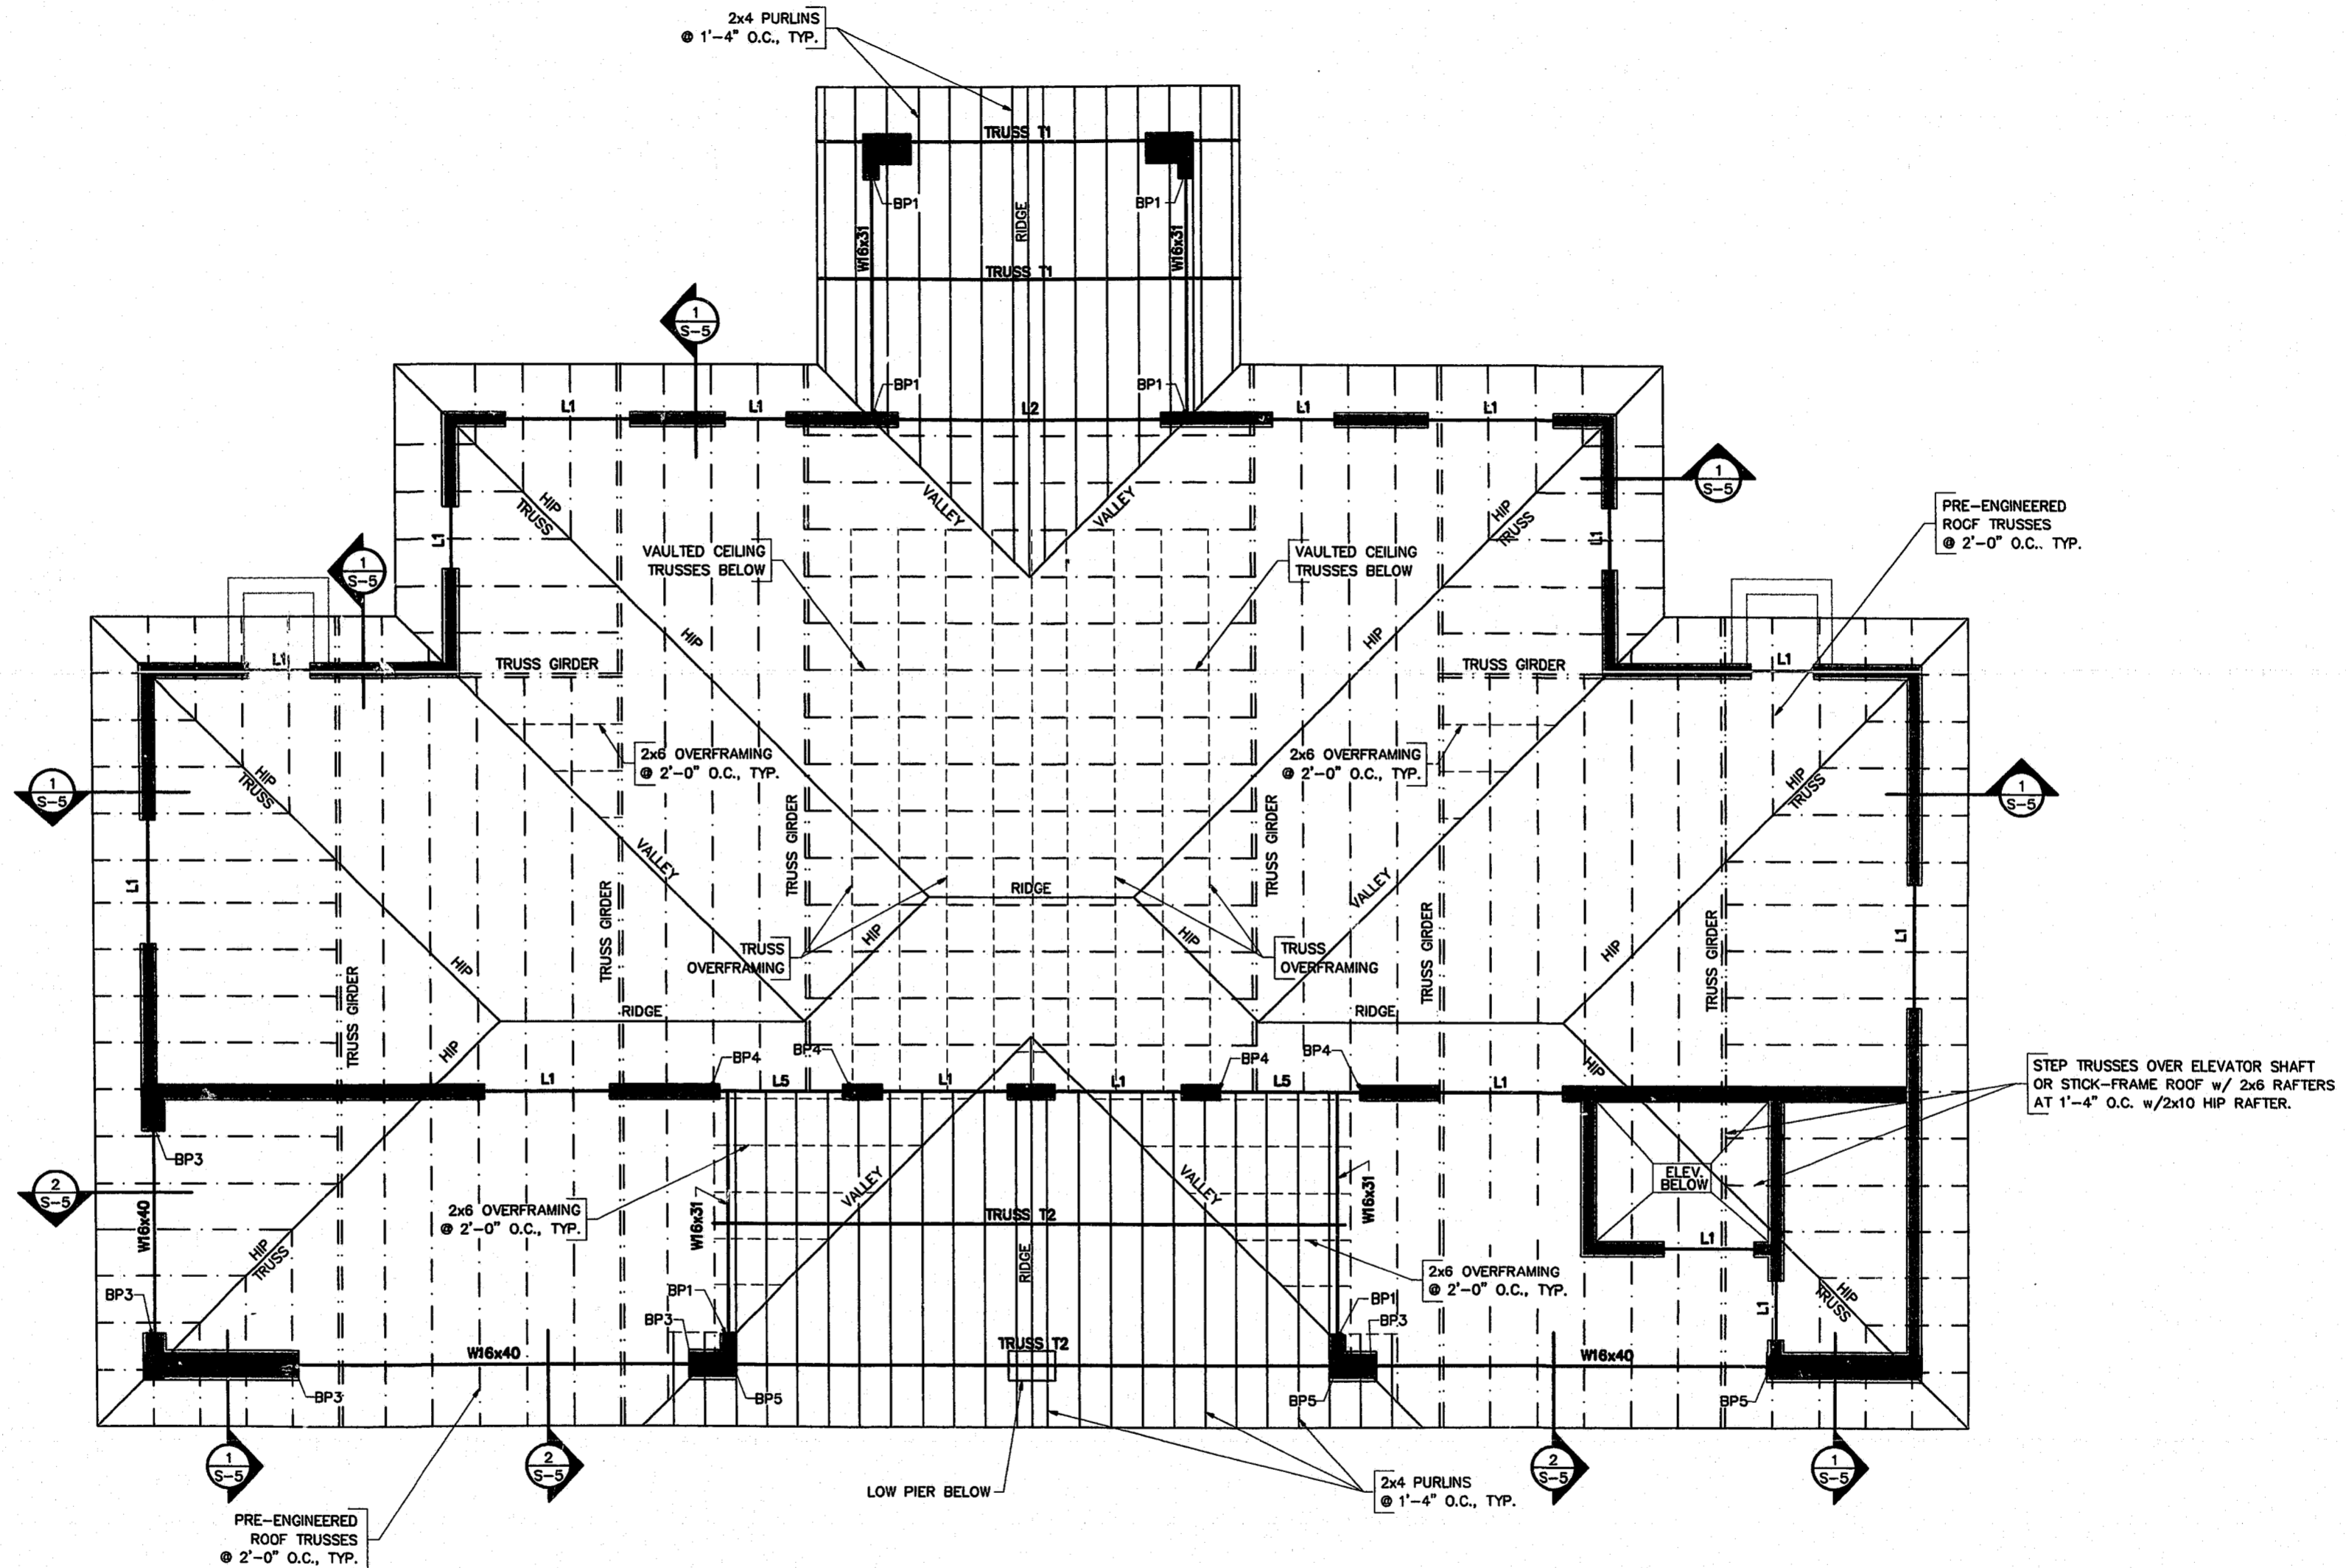 2x4 PURLINS
@ 1'-4" O.C., TYP.
TRUSS T1
BP1
BP1
RIDGE
W16x31
W16x31
TRUSS T1
1
S-5
BP1
BP1
L1
L1
L2
L1
L1
1
S-5
VALLEY
VALLEY
HIP
TRUSS
HIP
TRUSS
PRE-ENGINEERED
ROOF TRUSSES
@ 2'-0" O.C. TYP.
L1
L1
VAULTED CEILING
TRUSSES BELOW
VAULTED CEILING
TRUSSES BELOW
1
S-5
HIP
HIP
L1
TRUSS GIRDER
TRUSS GIRDER
L1
2x6 OVERFRAMING
@ 2'-0" O.C., TYP.
2x6 OVERFRAMING
@ 2'-0" O.C., TYP.
1
S-5
HIP
TRUSS
HIP
TRUSS
1
S-5
TRUSS GIRDER
TRUSS GIRDER
VALLEY
VALLEY
L1
RIDGE
L1
TRUSS GIRDER
TRUSS GIRDER
TRUSS GIRDER
TRUSS GIRDER
HIP
HIP
TRUSS
OVERFRAMING
TRUSS
OVERFRAMING
HIP
HIP
RIDGE
RIDGE
HIP
HIP
BP4
BP4
BP4
BP4
L1
L5
L1
L1
L5
L1
STEP TRUSSES OVER ELEVATOR SHAFT
OR STICK-FRAME ROOF w/ 2x6 RAFTERS
AT 1'-4" O.C. w/2x10 HIP RAFTER.
BP3
2
S-5
W16x40
VALLEY
VALLEY
ELEV.
BELOW
2x6 OVERFRAMING
@ 2'-0" O.C., TYP.
W16x31
TRUSS T2
W16x31
HIP
TRUSS
RIDGE
L1
2x6 OVERFRAMING
@ 2'-0" O.C., TYP.
BP3
BP1
BP3
BP1
BP3
L1
HIP
TRUSS
W16x40
TRUSS T2
W16x40
BP3
BP5
BP5
BP5
1
S-5
2
S-5
2
S-5
1
S-5
LOW PIER BELOW
2x4 PURLINS
@ 1'-4" O.C., TYP.
PRE-ENGINEERED
ROOF TRUSSES
@ 2'-0" O.C., TYP.